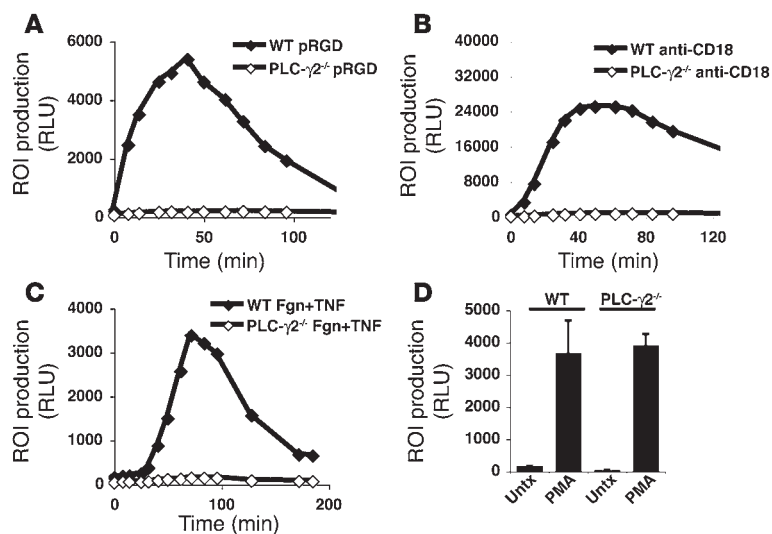 A
6000
4000
2000
0
ROI production
(RLU)
WT pRGD
PLC-γ2-/- pRGD
0
50
100
Time (min)
B
40000
32000
24000
16000
8000
0
ROI production
(RLU)
WT anti-CD18
PLC-γ2-/- anti-CD18
0
40
80
120
Time (min)
C
4000
3000
2000
1000
0
ROI production
(RLU)
WT Fgn+TNF
PLC-γ2-/- Fgn+TNF
0
100
200
Time (min)
D
WT
PLC-γ2-/-
5000
4000
3000
2000
1000
0
ROI production
(RLU)
Untx
PMA
Untx
PMA